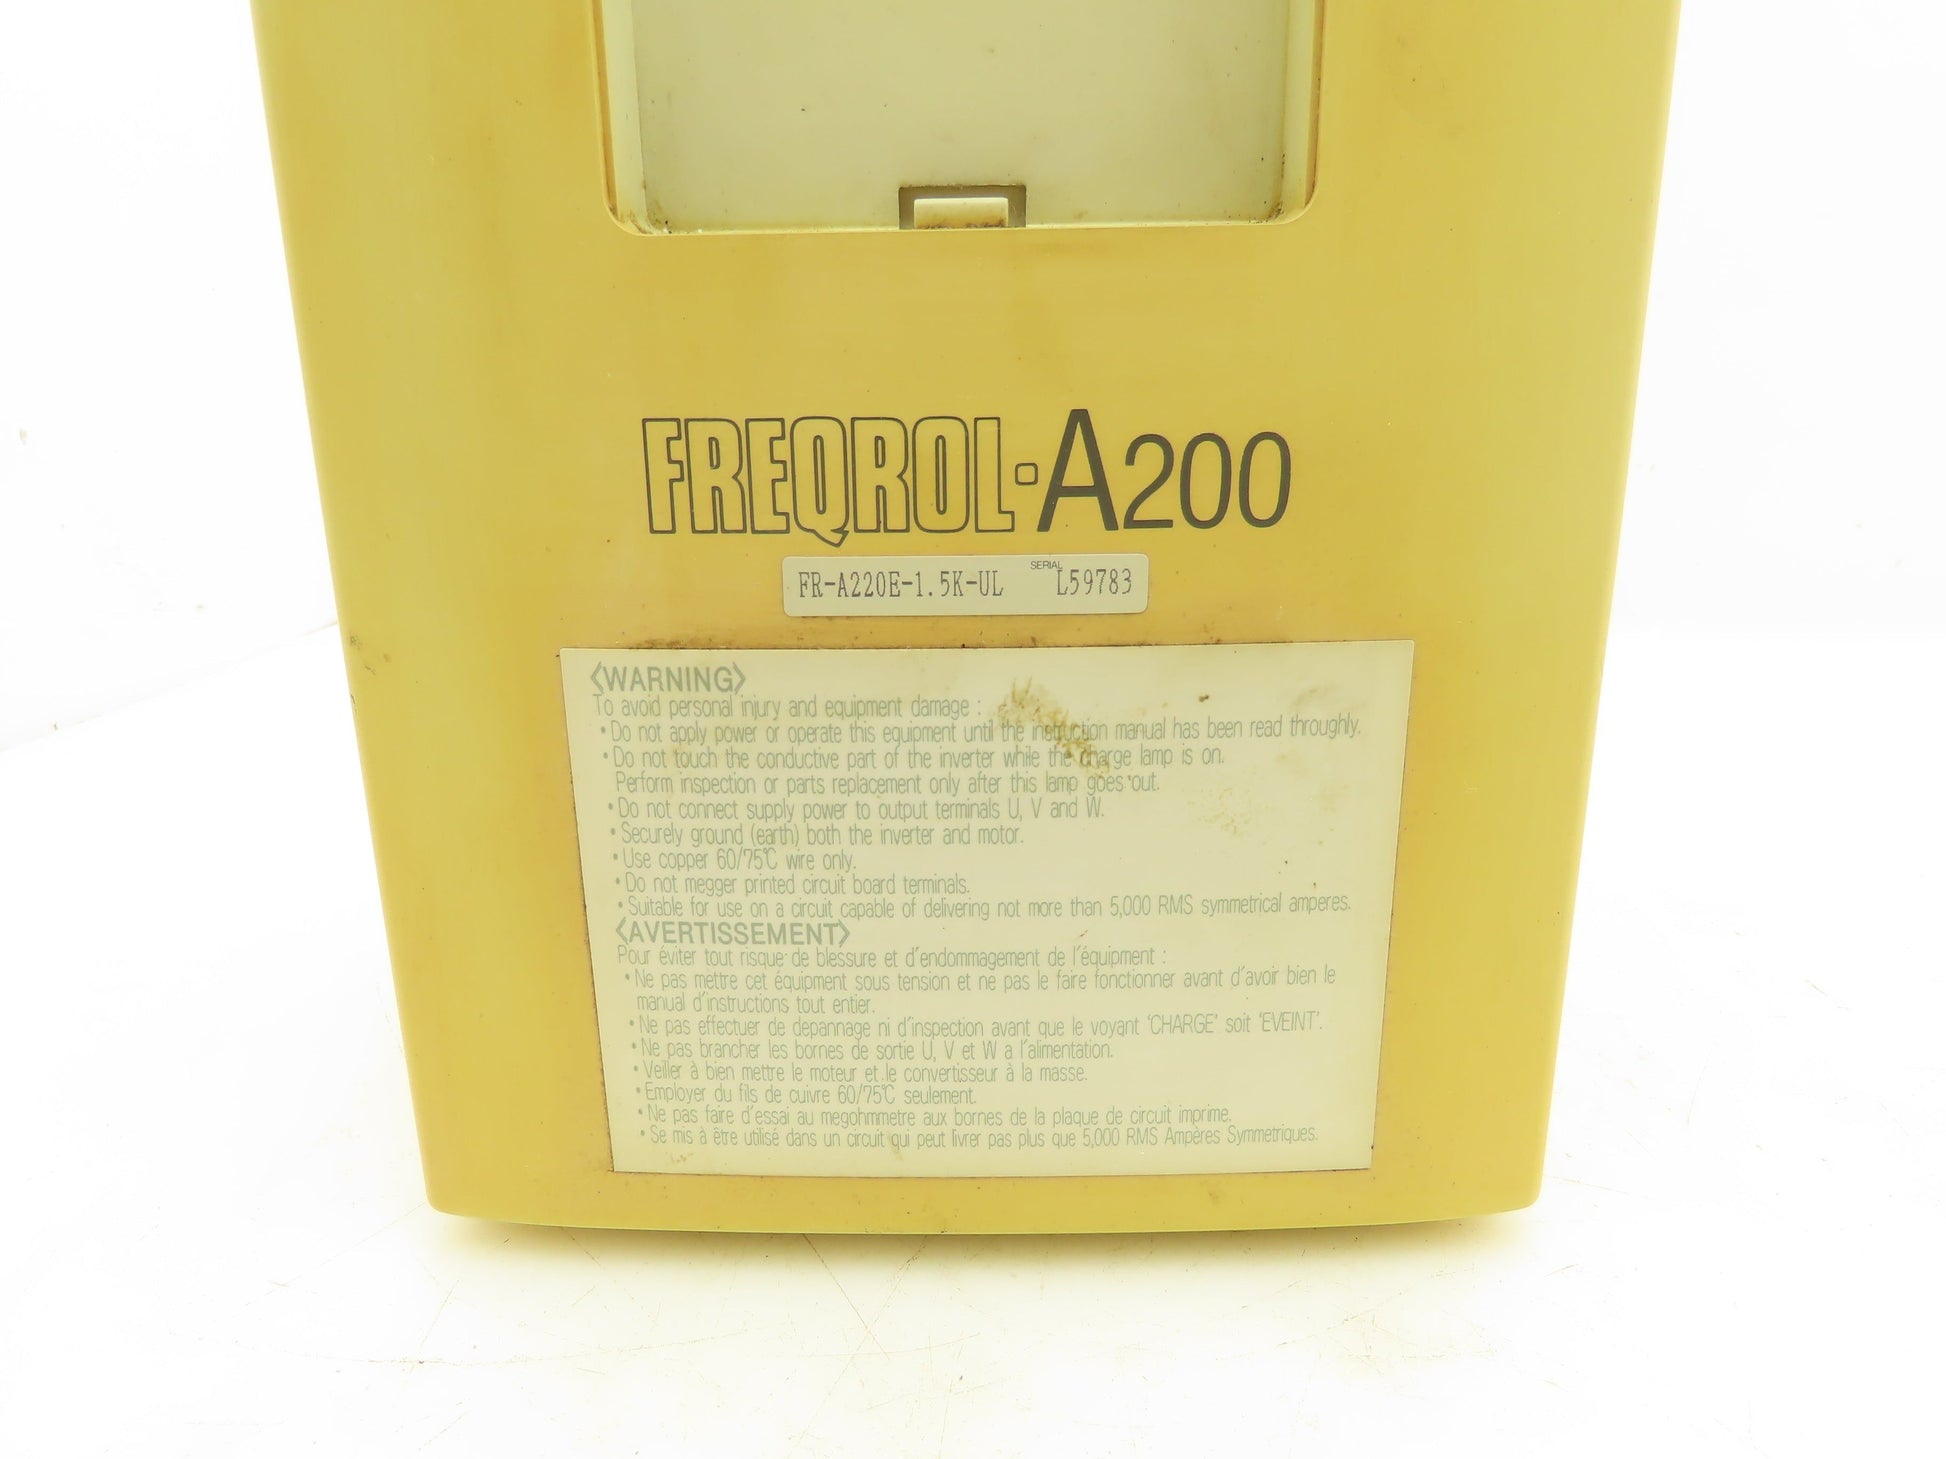 FREQROL-A200
FR-A220E-1.5K-UL SERIAL L59783
<WARNING>
To avoid personal injury and equipment damage :
• Do not apply power or operate this equipment until the instruction manual has been read throughly.
• Do not touch the conductive part of the inverter while the charge lamp is on.
Perform inspection or parts replacement only after this lamp goes out.
• Do not connect supply power to output terminals U, V and W.
• Securely ground (earth) both the inverter and motor.
• Use copper 60/75℃ wire only.
• Do not megger printed circuit board terminals.
• Suitable for use on a circuit capable of delivering not more than 5,000 RMS symmetrical amperes.
<AVERTISSEMENT>
Pour éviter tout risque de blessure et d'endommagement de l'équipment :
• Ne pas mettre cet équipment sous tension et ne pas le faire fonctionner avant d'avoir bien le
manual d'instructions tout entier.
• Ne pas effectuer de depannage ni d'inspection avant que le voyant 'CHARGE' soit 'EVEINT'.
• Ne pas brancher les bornes de sortie U, V et W a l'alimentation.
• Veiller à bien mettre le moteur et le convertisseur à la masse.
• Employer du fils de cuivre 60/75℃ seulement.
• Ne pas faire d'essai au megohmmetre aux bornes de la plaque de circuit imprime.
• Se mis à être utilisé dans un circuit qui peut livrer pas plus que 5,000 RMS Ampères Symmetriques.